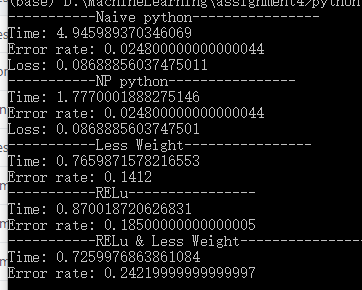 (base) D:\MachineLearning\assignment4>python
-----------Naive python----------------
Time: 4.945989370346069
Error rate: 0.024800000000000044
Loss: 0.08688856037475011
-----------NP python----------------
Time: 1.7770001888275146
Error rate: 0.024800000000000044
Loss: 0.0868885603747501
-----------Less Weight----------------
Time: 0.7659871578216553
Error rate: 0.1412
-----------RELu----------------
Time: 0.870018720626831
Error rate: 0.18500000000000005
-----------RELu & Less Weight----------------
Time: 0.7259976863861084
Error rate: 0.24219999999999997